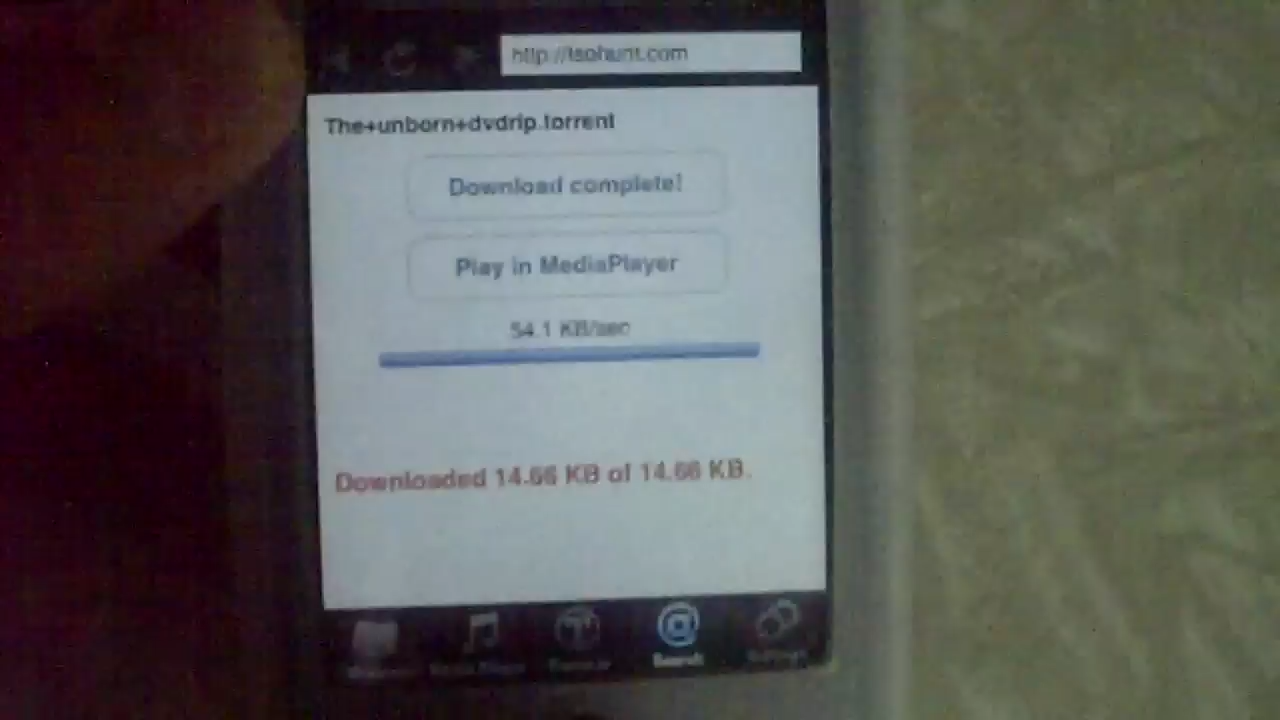 http://isohunt.com
The+unborn+dvdrip.torrent
Download complete!
Play in MediaPlayer
54.1 KB/sec
Downloaded 14.66 KB of 14.66 KB.
Search